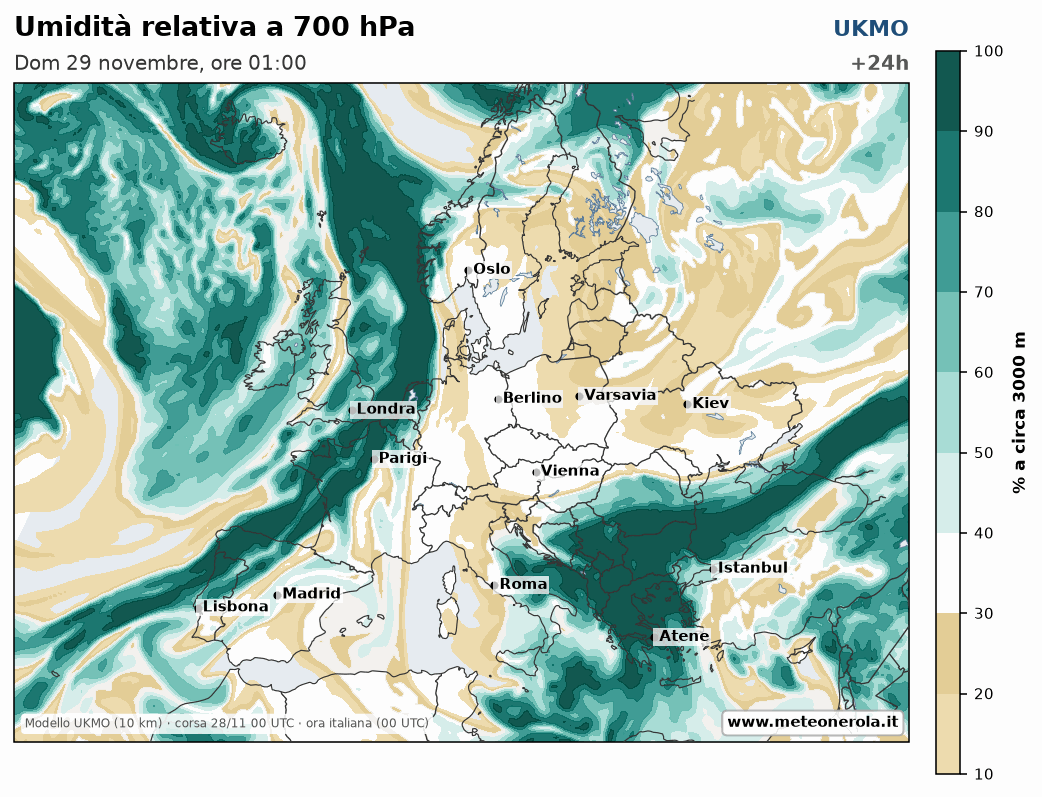 Umidità relativa a 700 hPa
UKMO
Dom 29 novembre, ore 01:00
+24h
100
90
80
70
60
50
40
30
20
10
% a circa 3000 m
Oslo
Berlino
Varsavia
Kiev
Londra
Parigi
Vienna
Istanbul
Roma
Madrid
Lisbona
Atene
Modello UKMO (10 km) · corsa 28/11 00 UTC · ora italiana (00 UTC)
www.meteonerola.it